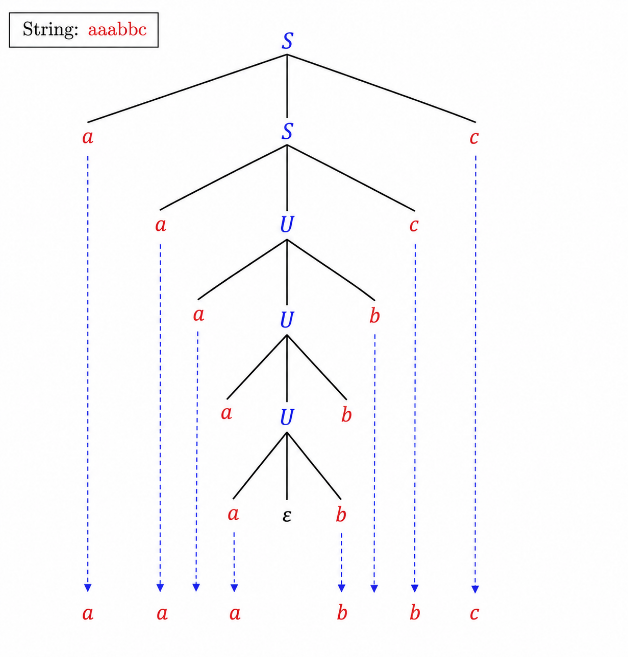 String: aaabbc
S
a S c
a U c
a U b
a U b
a ε b
a a a b b c